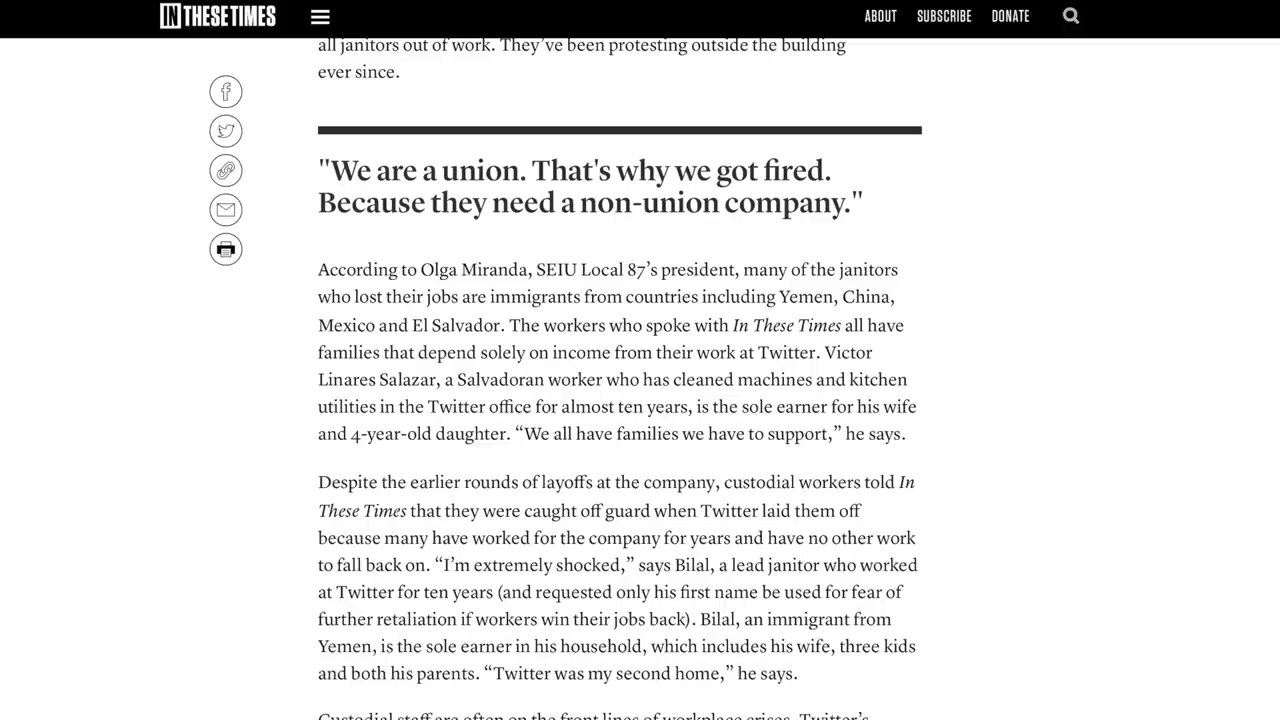 IN THESE TIMES
ABOUT SUBSCRIBE DONATE
all janitors out of work. They’ve been protesting outside the building
ever since.
"We are a union. That's why we got fired.
Because they need a non-union company."
According to Olga Miranda, SEIU Local 87’s president, many of the janitors
who lost their jobs are immigrants from countries including Yemen, China,
Mexico and El Salvador. The workers who spoke with In These Times all have
families that depend solely on income from their work at Twitter. Victor
Linares Salazar, a Salvadoran worker who has cleaned machines and kitchen
utilities in the Twitter office for almost ten years, is the sole earner for his wife
and 4-year-old daughter. “We all have families we have to support,” he says.
Despite the earlier rounds of layoffs at the company, custodial workers told In
These Times that they were caught off guard when Twitter laid them off
because many have worked for the company for years and have no other work
to fall back on. “I’m extremely shocked,” says Bilal, a lead janitor who worked
at Twitter for ten years (and requested only his first name be used for fear of
further retaliation if workers win their jobs back). Bilal, an immigrant from
Yemen, is the sole earner in his household, which includes his wife, three kids
and both his parents. “Twitter was my second home,” he says.
Custodial staff are often on the front lines of workplace crises. Twitter’s